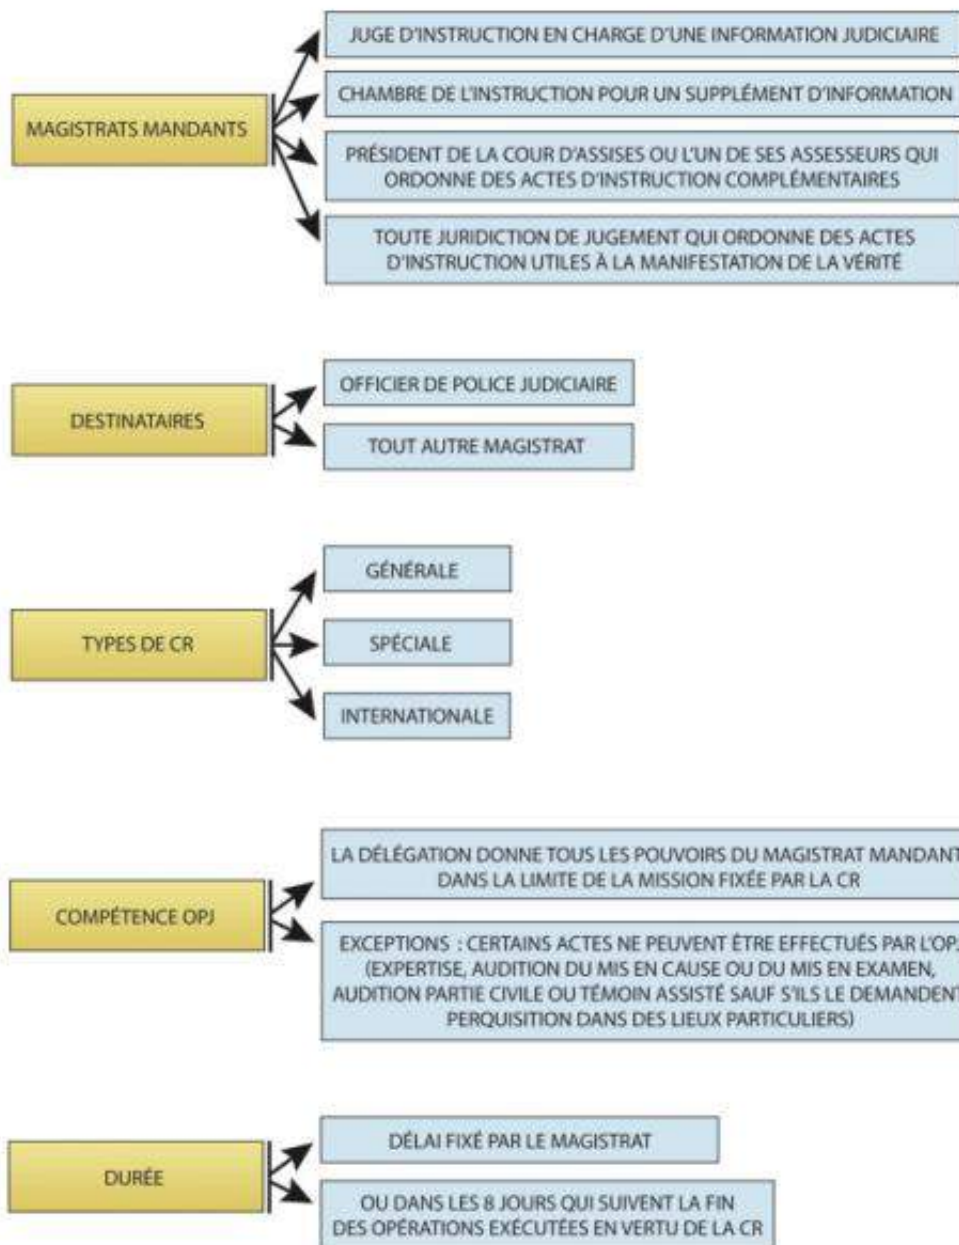 MAGISTRATS MANDANTS
JUGE D'INSTRUCTION EN CHARGE D'UNE INFORMATION JUDICIAIRE
CHAMBRE DE L'INSTRUCTION POUR UN SUPPLÉMENT D'INFORMATION
PRÉSIDENT DE LA COUR D'ASSISES OU L'UN DE SES ASSESSEURS QUI
ORDONNE DES ACTES D'INSTRUCTION COMPLÉMENTAIRES
TOUTE JURIDICTION DE JUGEMENT QUI ORDONNE DES ACTES
D'INSTRUCTION UTILES À LA MANIFESTATION DE LA VÉRITÉ
DESTINATAIRES
OFFICIER DE POLICE JUDICIAIRE
TOUT AUTRE MAGISTRAT
TYPES DE CR
GÉNÉRALE
SPÉCIALE
INTERNATIONALE
COMPÉTENCE OPJ
LA DÉLÉGATION DONNE TOUS LES POUVOIRS DU MAGISTRAT MANDANT
DANS LA LIMITE DE LA MISSION FIXÉE PAR LA CR
EXCEPTIONS : CERTAINS ACTES NE PEUVENT ÊTRE EFFECTUÉS PAR L'OPJ
(EXPERTISE, AUDITION DU MIS EN CAUSE OU DU MIS EN EXAMEN,
AUDITION PARTIE CIVILE OU TÉMOIN ASSISTÉ SAUF S'ILS LE DEMANDENT
PERQUISITION DANS DES LIEUX PARTICULIERS)
DURÉE
DÉLAI FIXÉ PAR LE MAGISTRAT
OU DANS LES 8 JOURS QUI SUIVENT LA FIN
DES OPÉRATIONS EXÉCUTÉES EN VERTU DE LA CR